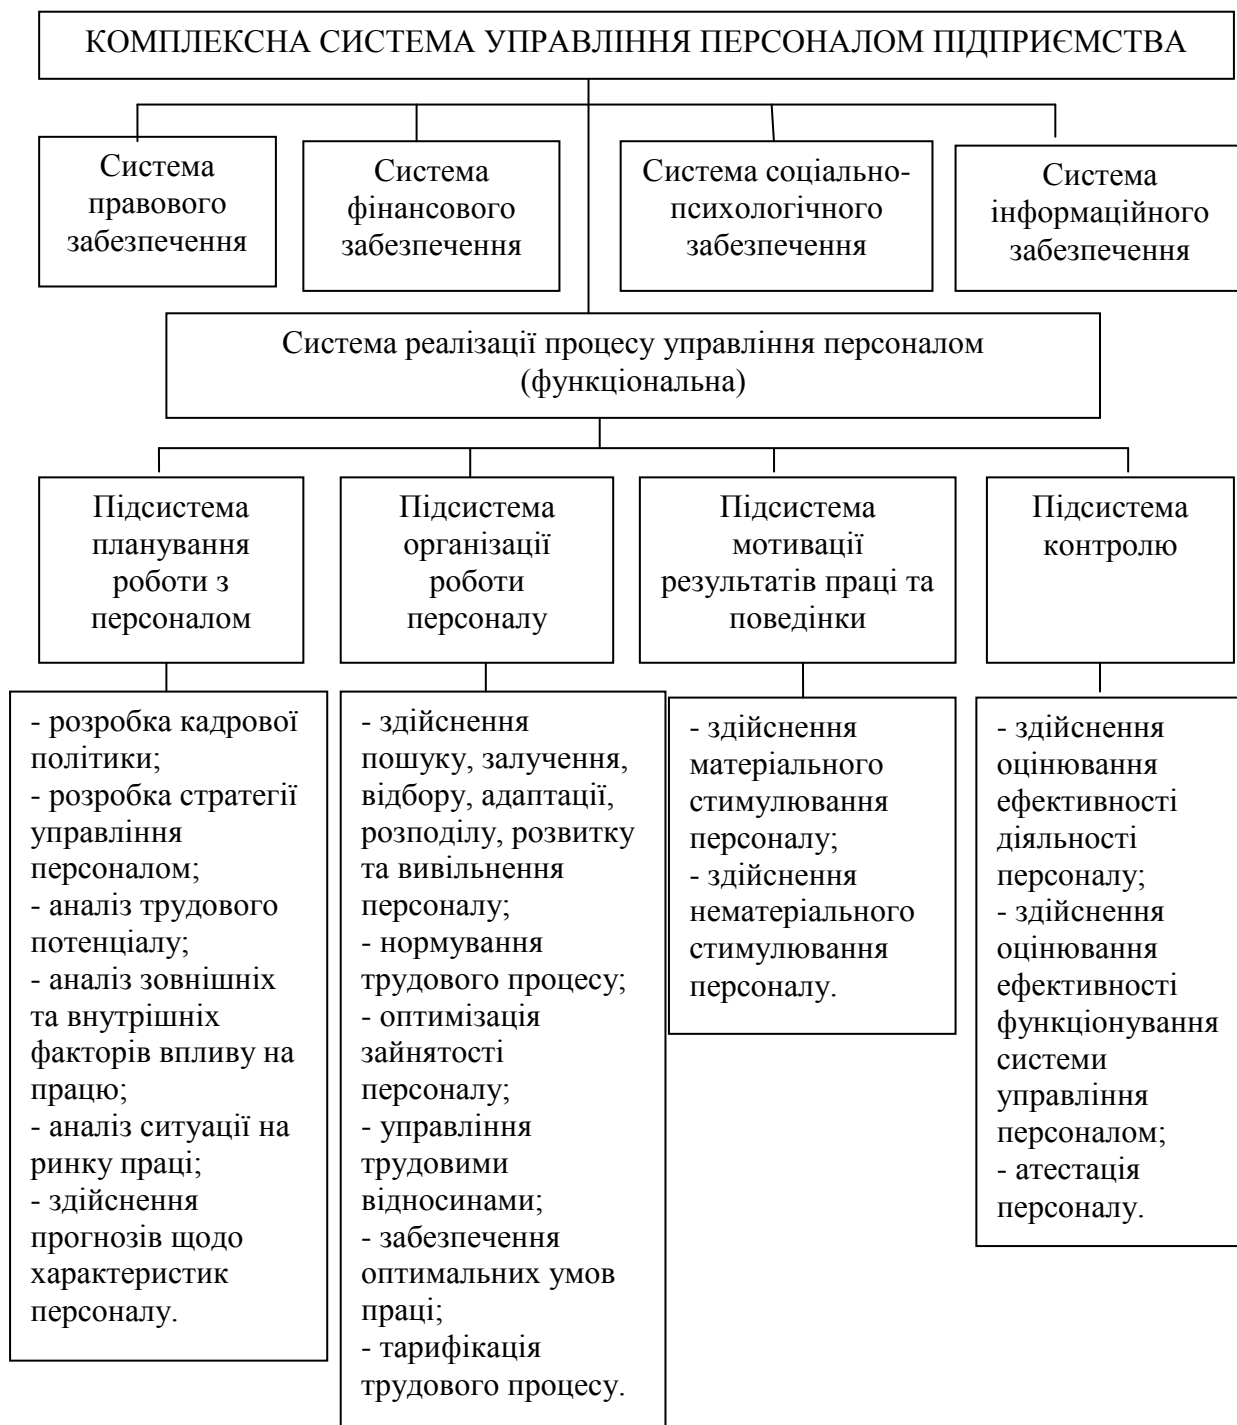 КОМПЛЕКСНА СИСТЕМА УПРАВЛІННЯ ПЕРСОНАЛОМ ПІДПРИЄМСТВА
Система
правового
забезпечення
Система
фінансового
забезпечення
Система соціально-
психологічного
забезпечення
Система
інформаційного
забезпечення
Система реалізації процесу управління персоналом
(функціональна)
Підсистема
планування
роботи з
персоналом
Підсистема
організації
роботи
персоналу
Підсистема
мотивації
результатів праці та
поведінки
Підсистема
контролю
- розробка кадрової
політики;
- розробка стратегії
управління
персоналом;
- аналіз трудового
потенціалу;
- аналіз зовнішніх
та внутрішніх
факторів впливу на
працю;
- аналіз ситуації на
ринку праці;
- здійснення
прогнозів щодо
характеристик
персоналу.
- здійснення
пошуку, залучення,
відбору, адаптації,
розподілу, розвитку
та вивільнення
персоналу;
- нормування
трудового процесу;
- оптимізація
зайнятості
персоналу;
- управління
трудовими
відносинами;
- забезпечення
оптимальних умов
праці;
- тарифікація
трудового процесу.
- здійснення
матеріального
стимулювання
персоналу;
- здійснення
нематеріального
стимулювання
персоналу.
- здійснення
оцінювання
ефективності
діяльності
персоналу;
- здійснення
оцінювання
ефективності
функціонування
системи
управління
персоналом;
- атестація
персоналу.